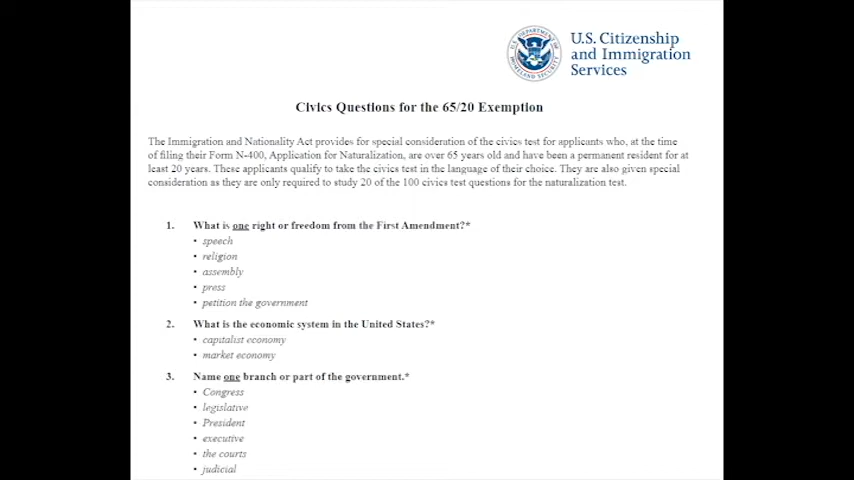 U.S. DEPARTMENT OF
HOMELAND SECURITY
U.S. Citizenship
and Immigration
Services
Civics Questions for the 65/20 Exemption
The Immigration and Nationality Act provides for special consideration of the civics test for applicants who, at the time
of filing their Form N-400, Application for Naturalization, are over 65 years old and have been a permanent resident for at
least 20 years. These applicants qualify to take the civics test in the language of their choice. They are also given special
consideration as they are only required to study 20 of the 100 civics test questions for the naturalization test.
1. What is one right or freedom from the First Amendment?*
• speech
• religion
• assembly
• press
• petition the government
2. What is the economic system in the United States?*
• capitalist economy
• market economy
3. Name one branch or part of the government.*
• Congress
• legislative
• President
• executive
• the courts
• judicial